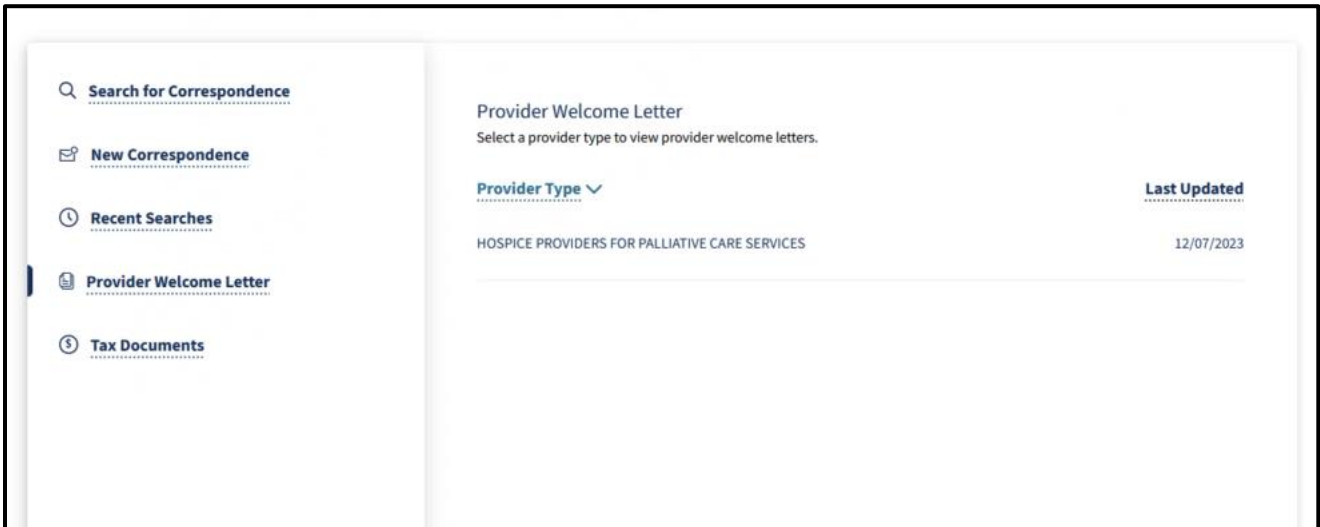 Search for Correspondence
New Correspondence
Recent Searches
Provider Welcome Letter
Tax Documents
Provider Welcome Letter
Select a provider type to view provider welcome letters.
Provider Type Last Updated
HOSPICE PROVIDERS FOR PALLIATIVE CARE SERVICES 12/07/2023